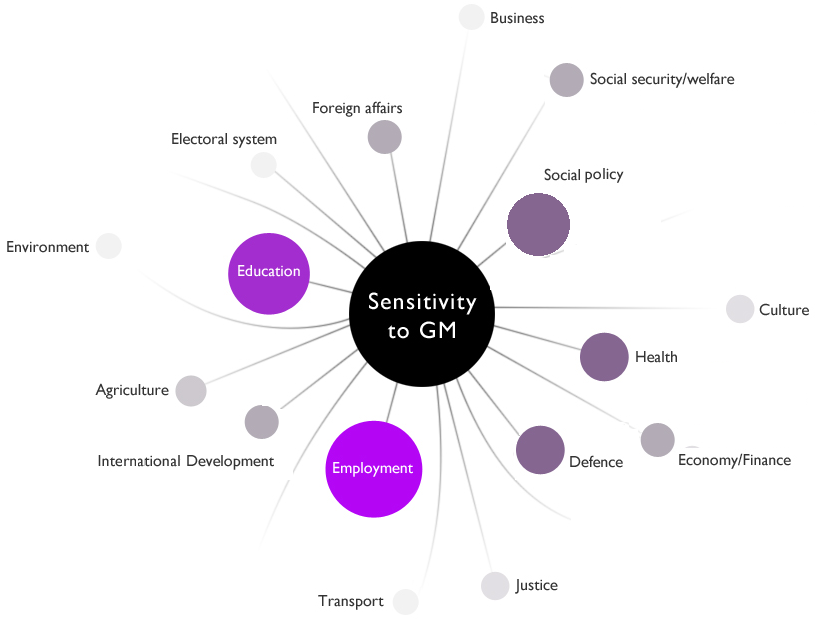 Business
Social security/welfare
Foreign affairs
Electoral system
Social policy
Environment
Education
Sensitivity
to GM
Culture
Health
Agriculture
International Development
Employment
Defence
Economy/Finance
Justice
Transport